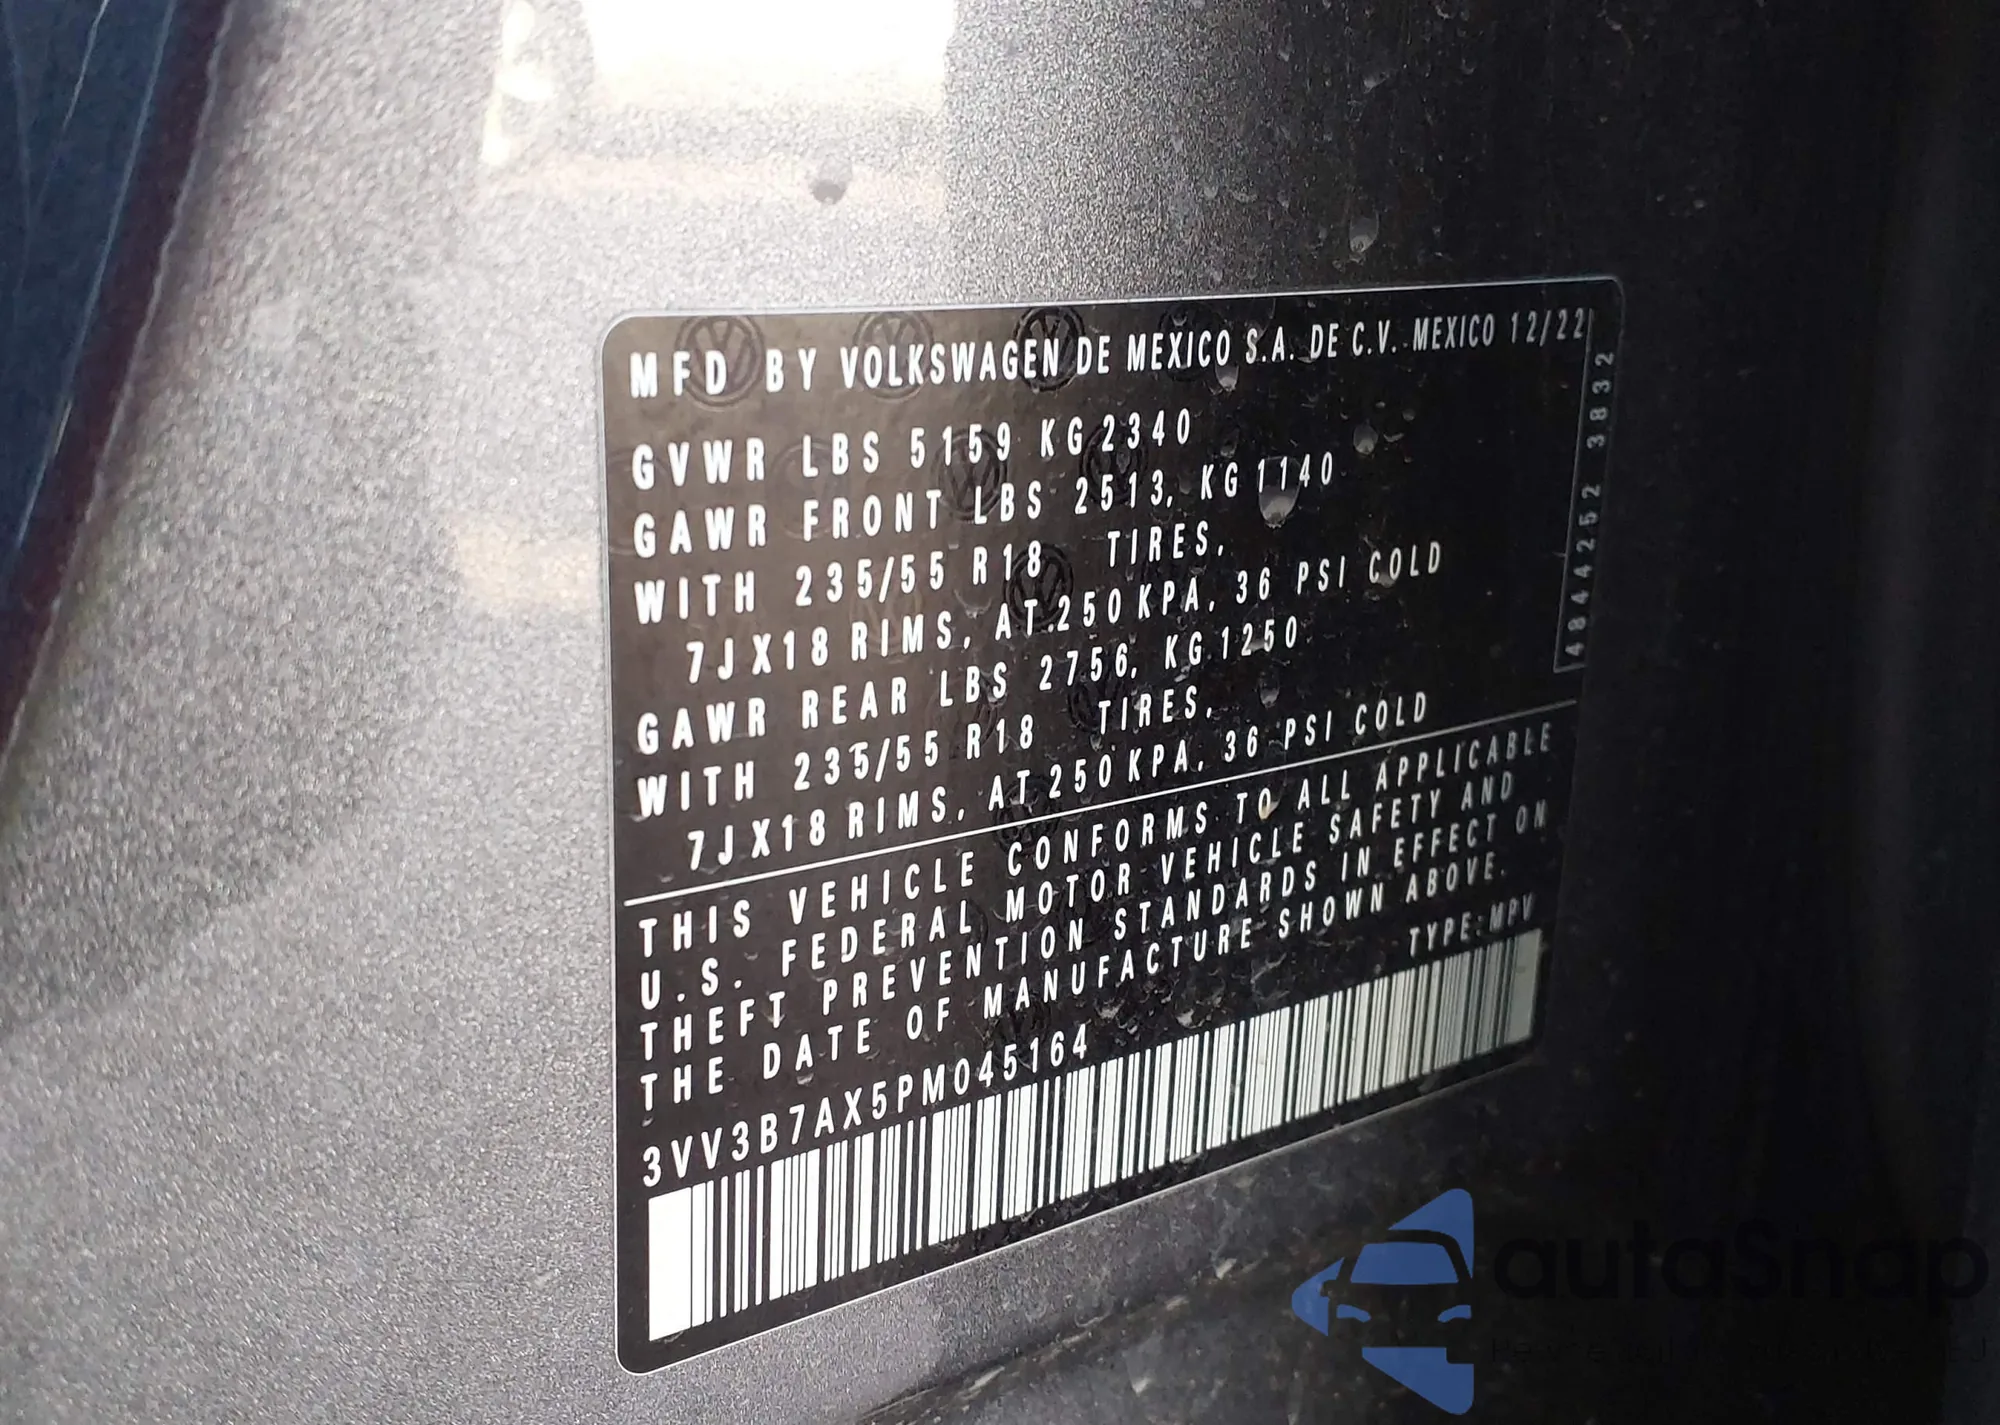 MFD BY VOLKSWAGEN DE MEXICO S.A. DE C.V. MEXICO 12/22
GVWR LBS 5159 KG 2340
GAWR FRONT LBS 2513, KG 1140
WITH 235/55 R18 TIRES,
7JX18 RIMS, AT 250 KPA, 36 PSI COLD
GAWR REAR LBS 2756, KG 1250
WITH 235/55 R18 TIRES,
7JX18 RIMS, AT 250 KPA, 36 PSI COLD
4844252 3832
THIS VEHICLE CONFORMS TO ALL APPLICABLE
U.S. FEDERAL MOTOR VEHICLE SAFETY AND
THEFT PREVENTION STANDARDS IN EFFECT ON
THE DATE OF MANUFACTURE SHOWN ABOVE.
TYPE: MPV
3VV3B7AX5PM045164
autaSnap